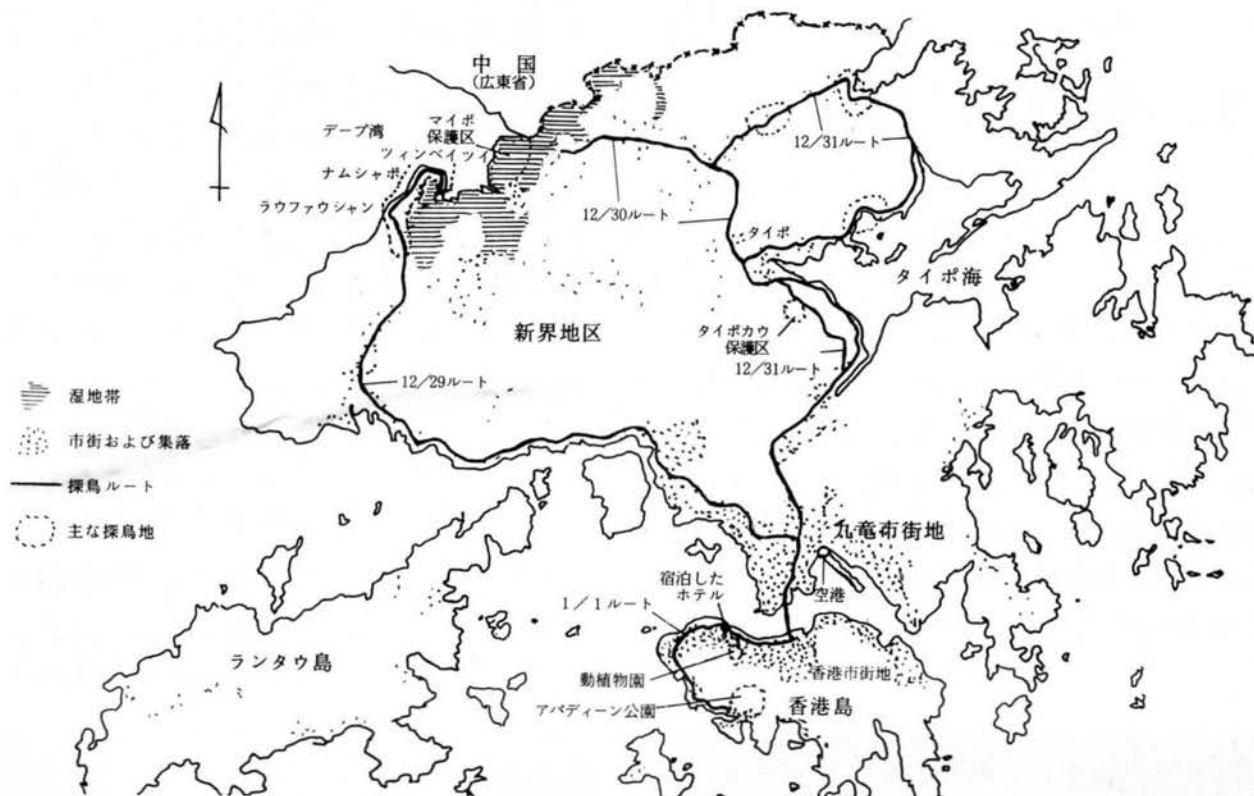 中国
（広東省）
デープ湾
マイポ
保護区
ツィンベイツィ
ナムシャポ
ラウファウシャン
12／31ルート
12／30ルート
タイポ
タイポ海
新界地区
タイポカウ
保護区
12／31ルート
12／29ルート
湿地帯
市街および集落
探鳥ルート
主な探鳥地
九竜市街地
宿泊した
ホテル
空港
1／1ルート
ランタウ島
動植物園
香港市街地
アバディーン公園
香港島